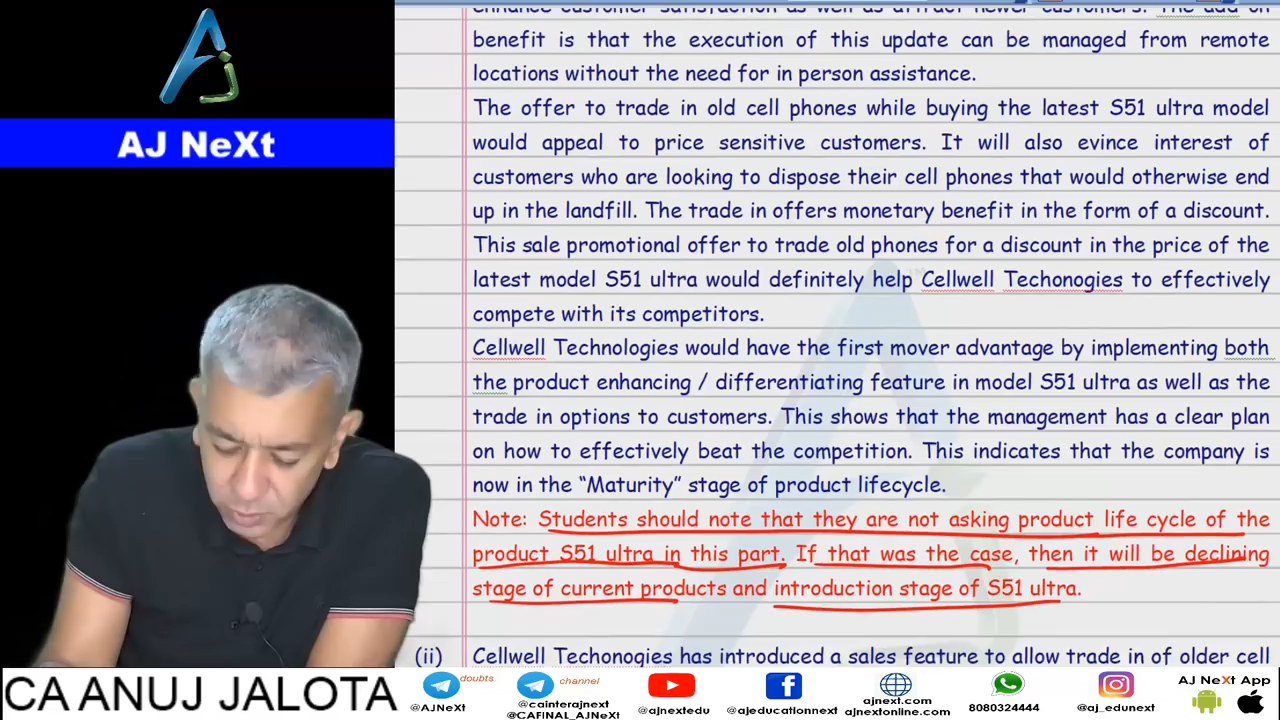 enhance customer satisfaction as well as attract newer customers. The add on
benefit is that the execution of this update can be managed from remote
locations without the need for in person assistance.
The offer to trade in old cell phones while buying the latest S51 ultra model
would appeal to price sensitive customers. It will also evince interest of
customers who are looking to dispose their cell phones that would otherwise end
up in the landfill. The trade in offers monetary benefit in the form of a discount.
This sale promotional offer to trade old phones for a discount in the price of the
latest model S51 ultra would definitely help Cellwell Techonogies to effectively
compete with its competitors.
Cellwell Technologies would have the first mover advantage by implementing both
the product enhancing / differentiating feature in model S51 ultra as well as the
trade in options to customers. This shows that the management has a clear plan
on how to effectively beat the competition. This indicates that the company is
now in the “Maturity” stage of product lifecycle.
Note: Students should note that they are not asking product life cycle of the
product S51 ultra in this part. If that was the case, then it will be declining
stage of current products and introduction stage of S51 ultra.
(ii) Cellwell Techonogies has introduced a sales feature to allow trade in of older cell
AJ NeXt
CA ANUJ JALOTA
doubts
@AJNeXt
channel
@cainterajnext
@CAFINAL_AJNeXt
@ajnextedu
@ajeducationnext
ajnext.com
ajnextonline.com
8080324444
@aj_edunext
AJ NeXt App